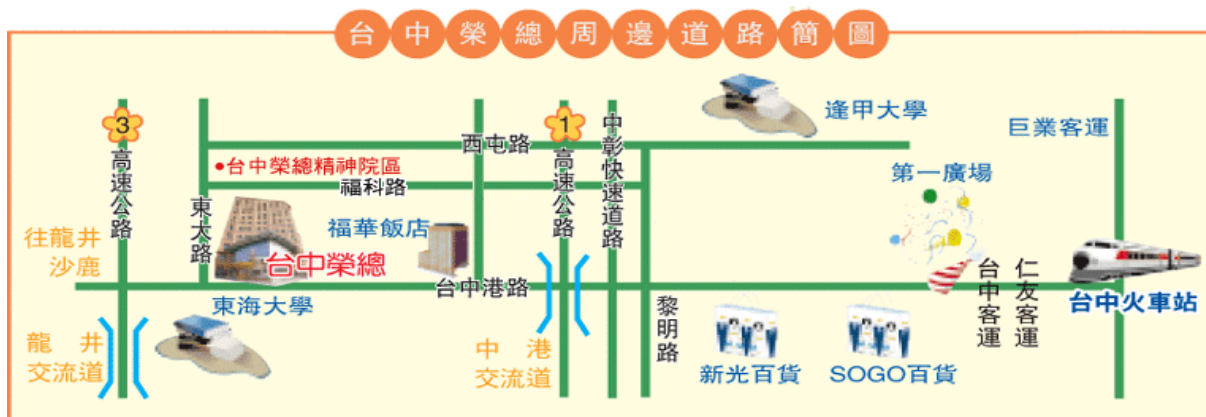 台中榮總周邊道路簡圖
逢甲大學
3
1
巨業客運
西屯路
中彰快速道路
•台中榮總精神院區
高速公路
高速公路
第一廣場
福科路
東大路
福華飯店
往龍井
沙鹿
台中榮總
台中港路
台中客運
仁友客運
台中火車站
東海大學
黎明路
龍井
交流道
中港
交流道
新光百貨
SOGO百貨